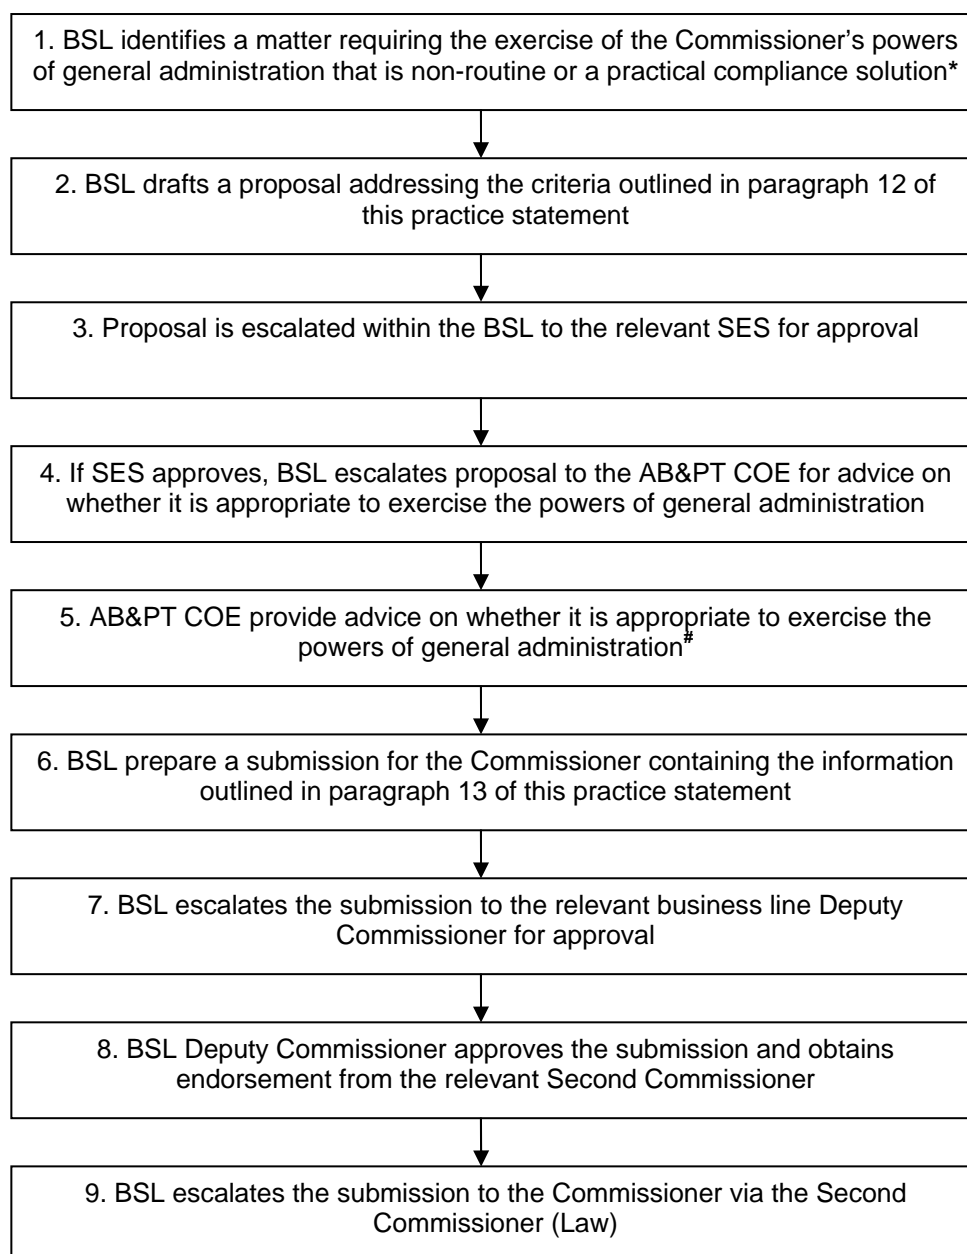 1. BSL identifies a matter requiring the exercise of the Commissioner’s powers
of general administration that is non-routine or a practical compliance solution*
2. BSL drafts a proposal addressing the criteria outlined in paragraph 12 of
this practice statement
3. Proposal is escalated within the BSL to the relevant SES for approval
4. If SES approves, BSL escalates proposal to the AB&PT COE for advice on
whether it is appropriate to exercise the powers of general administration
5. AB&PT COE provide advice on whether it is appropriate to exercise the
powers of general administration#
6. BSL prepare a submission for the Commissioner containing the information
outlined in paragraph 13 of this practice statement
7. BSL escalates the submission to the relevant business line Deputy
Commissioner for approval
8. BSL Deputy Commissioner approves the submission and obtains
endorsement from the relevant Second Commissioner
9. BSL escalates the submission to the Commissioner via the Second
Commissioner (Law)